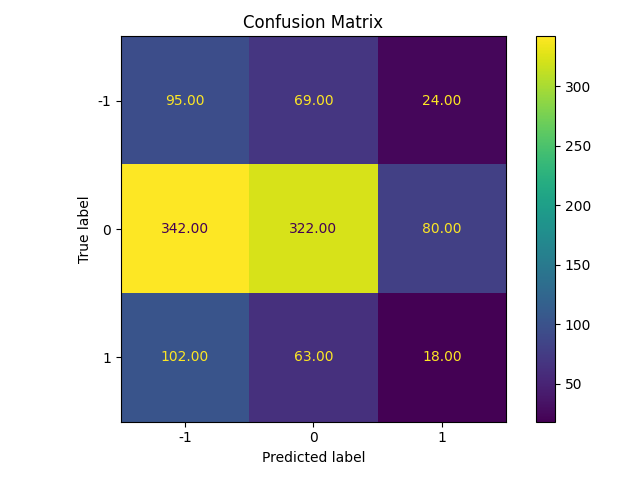 Confusion Matrix
-1 95.00 69.00 24.00
0 342.00 322.00 80.00
1 102.00 63.00 18.00
-1 0 1
Predicted label
True label
300
250
200
150
100
50